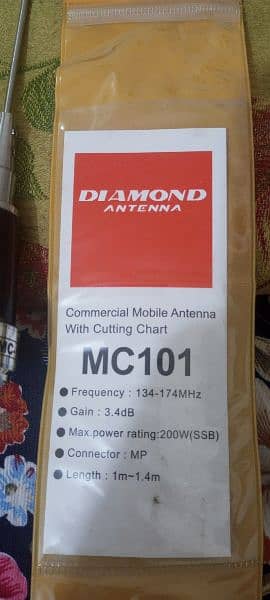 DIAMOND
ANTENNA
Commercial Mobile Antenna
With Cutting Chart
MC101
● Frequency : 134-174MHz
● Gain : 3.4dB
● Max.power rating:200W(SSB)
● Connector : MP
● Length : 1m~1.4m